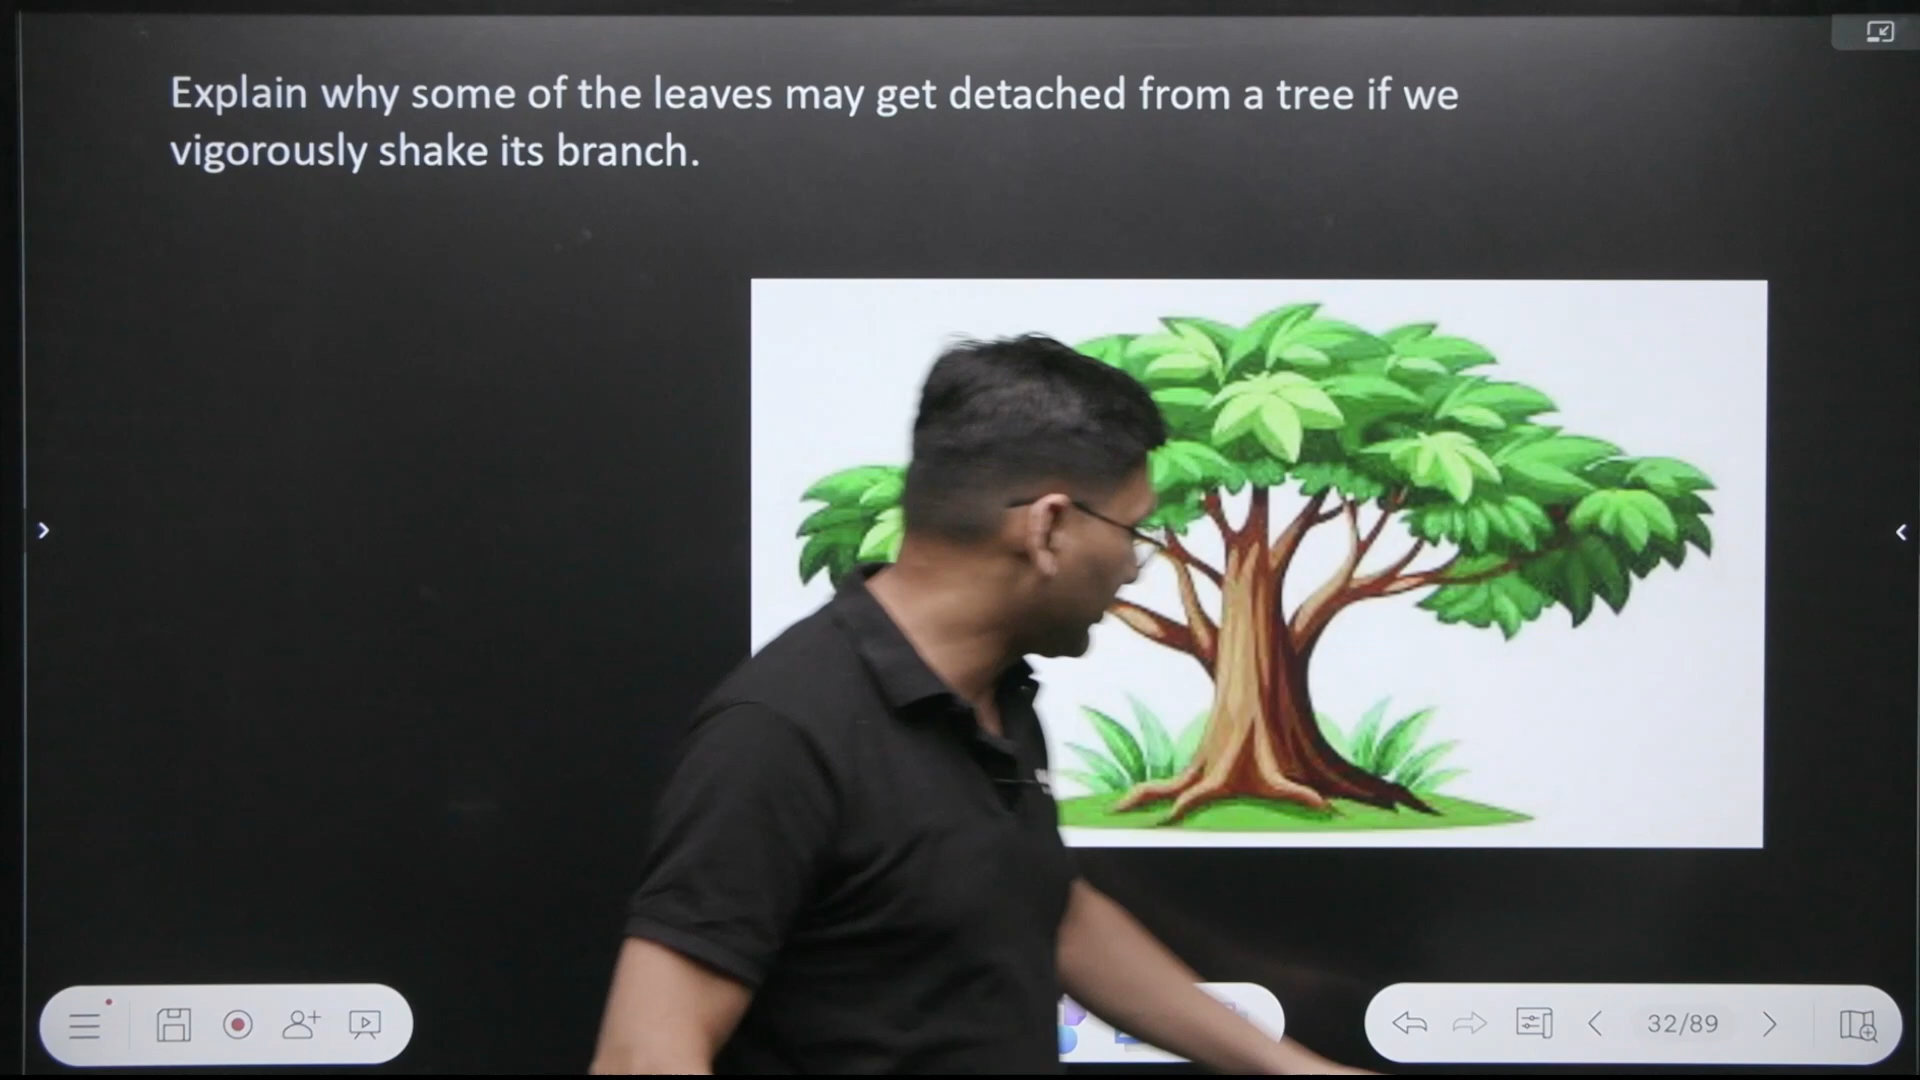 Explain why some of the leaves may get detached from a tree if we
vigorously shake its branch.
32/89